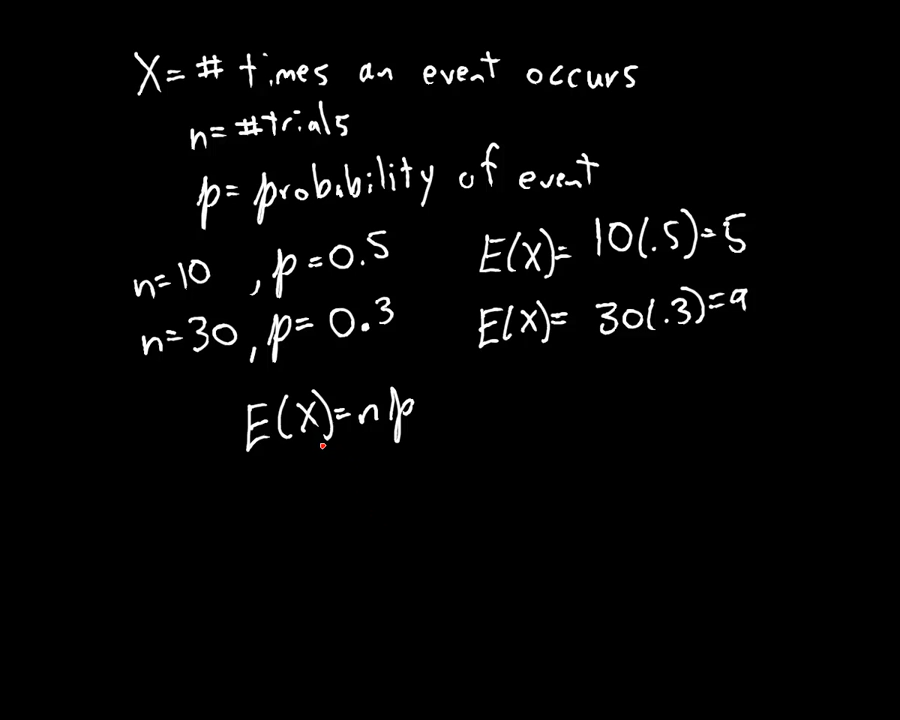 X = # times an event occurs
n = # trials
p = probability of event
n = 10 , p = 0.5 E(X) = 10(.5) = 5
n = 30 , p = 0.3 E(X) = 30(.3) = 9
E(X) = np